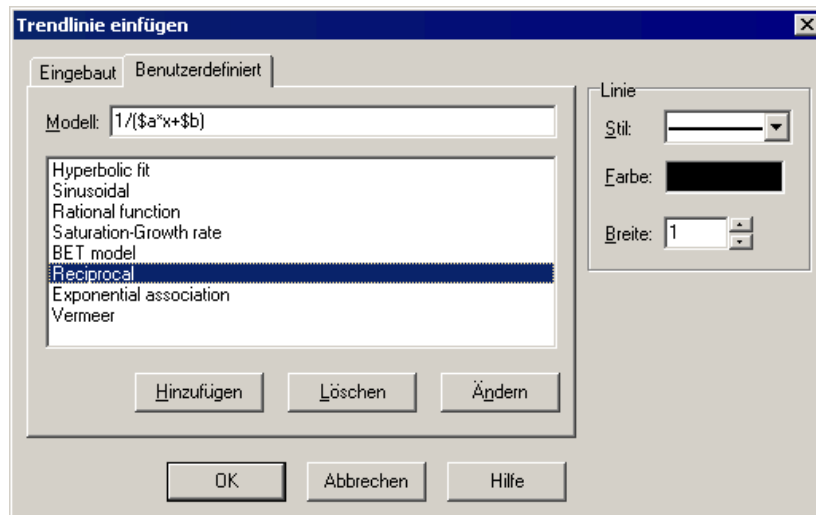 Trendlinie einfügen
Eingebaut Benutzerdefiniert
Modell: 1/($a*x+$b)
Hyperbolic fit
Sinusoidal
Rational function
Saturation-Growth rate
BET model
Reciprocal
Exponential association
Vermeer
Hinzufügen Löschen Ändern
Linie
Stil:
Farbe:
Breite: 1
OK Abbrechen Hilfe